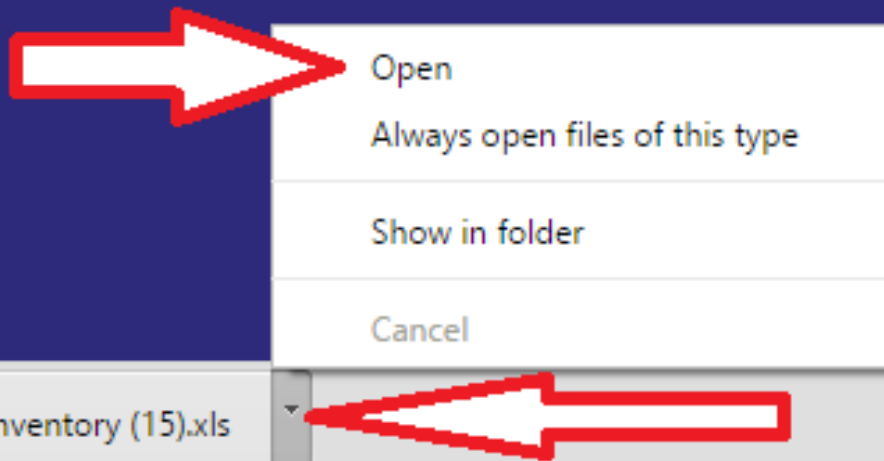 Open
Always open files of this type
Show in folder
Cancel
nventory (15).xls